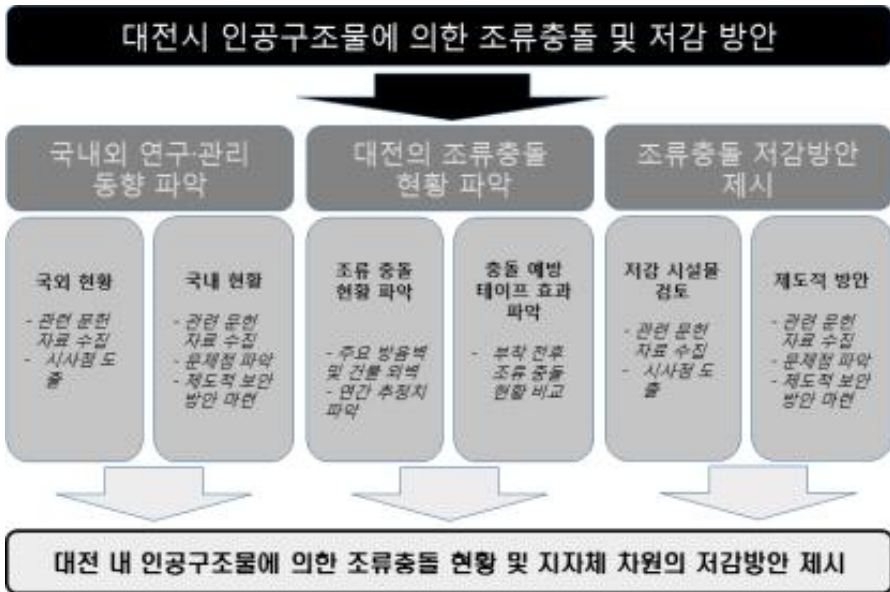 대전시 인공구조물에 의한 조류충돌 및 저감 방안
국내외 연구·관리
동향 파악
대전의 조류충돌
현황 파악
조류충돌 저감방안
제시
국외 현황
- 관련 문헌
자료 수집
- 시사점 도
출
국내 현황
- 관련 문헌
자료 수집
- 문제점 파악
- 제도적 보안
방안 마련
조류 충돌
현황 파악
- 주요 방음벽
및 건물 외벽
- 연간 추정치
파악
충돌 예방
테이프 효과
파악
- 부착 전후
조류 충돌
현황 비교
저감 시설물
검토
- 관련 문헌
자료 수집
- 시사점 도
출
제도적 방안
- 관련 문헌
자료 수집
- 문제점 파악
- 제도적 보안
방안 마련
대전 내 인공구조물에 의한 조류충돌 현황 및 지자체 차원의 저감방안 제시